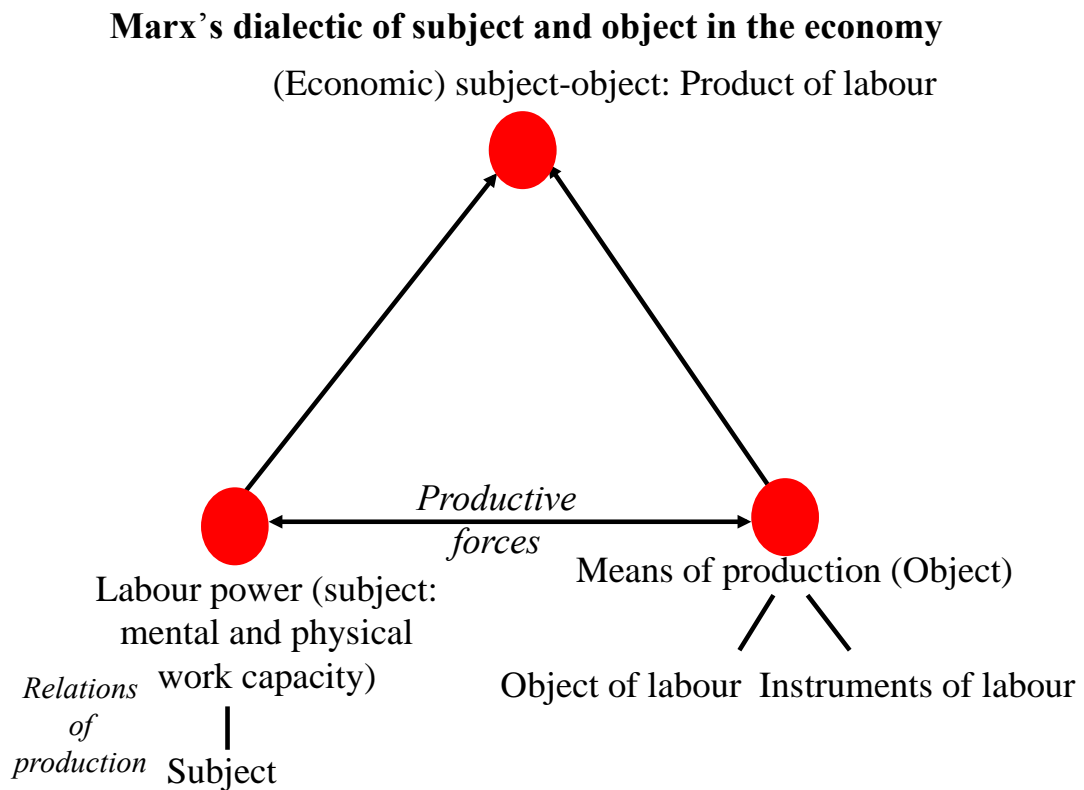 Marx's dialectic of subject and object in the economy
(Economic) subject-object: Product of labour
Productive
forces
Labour power (subject:
mental and physical
work capacity)
Means of production (Object)
Object of labour
Instruments of labour
Relations
of
production
Subject